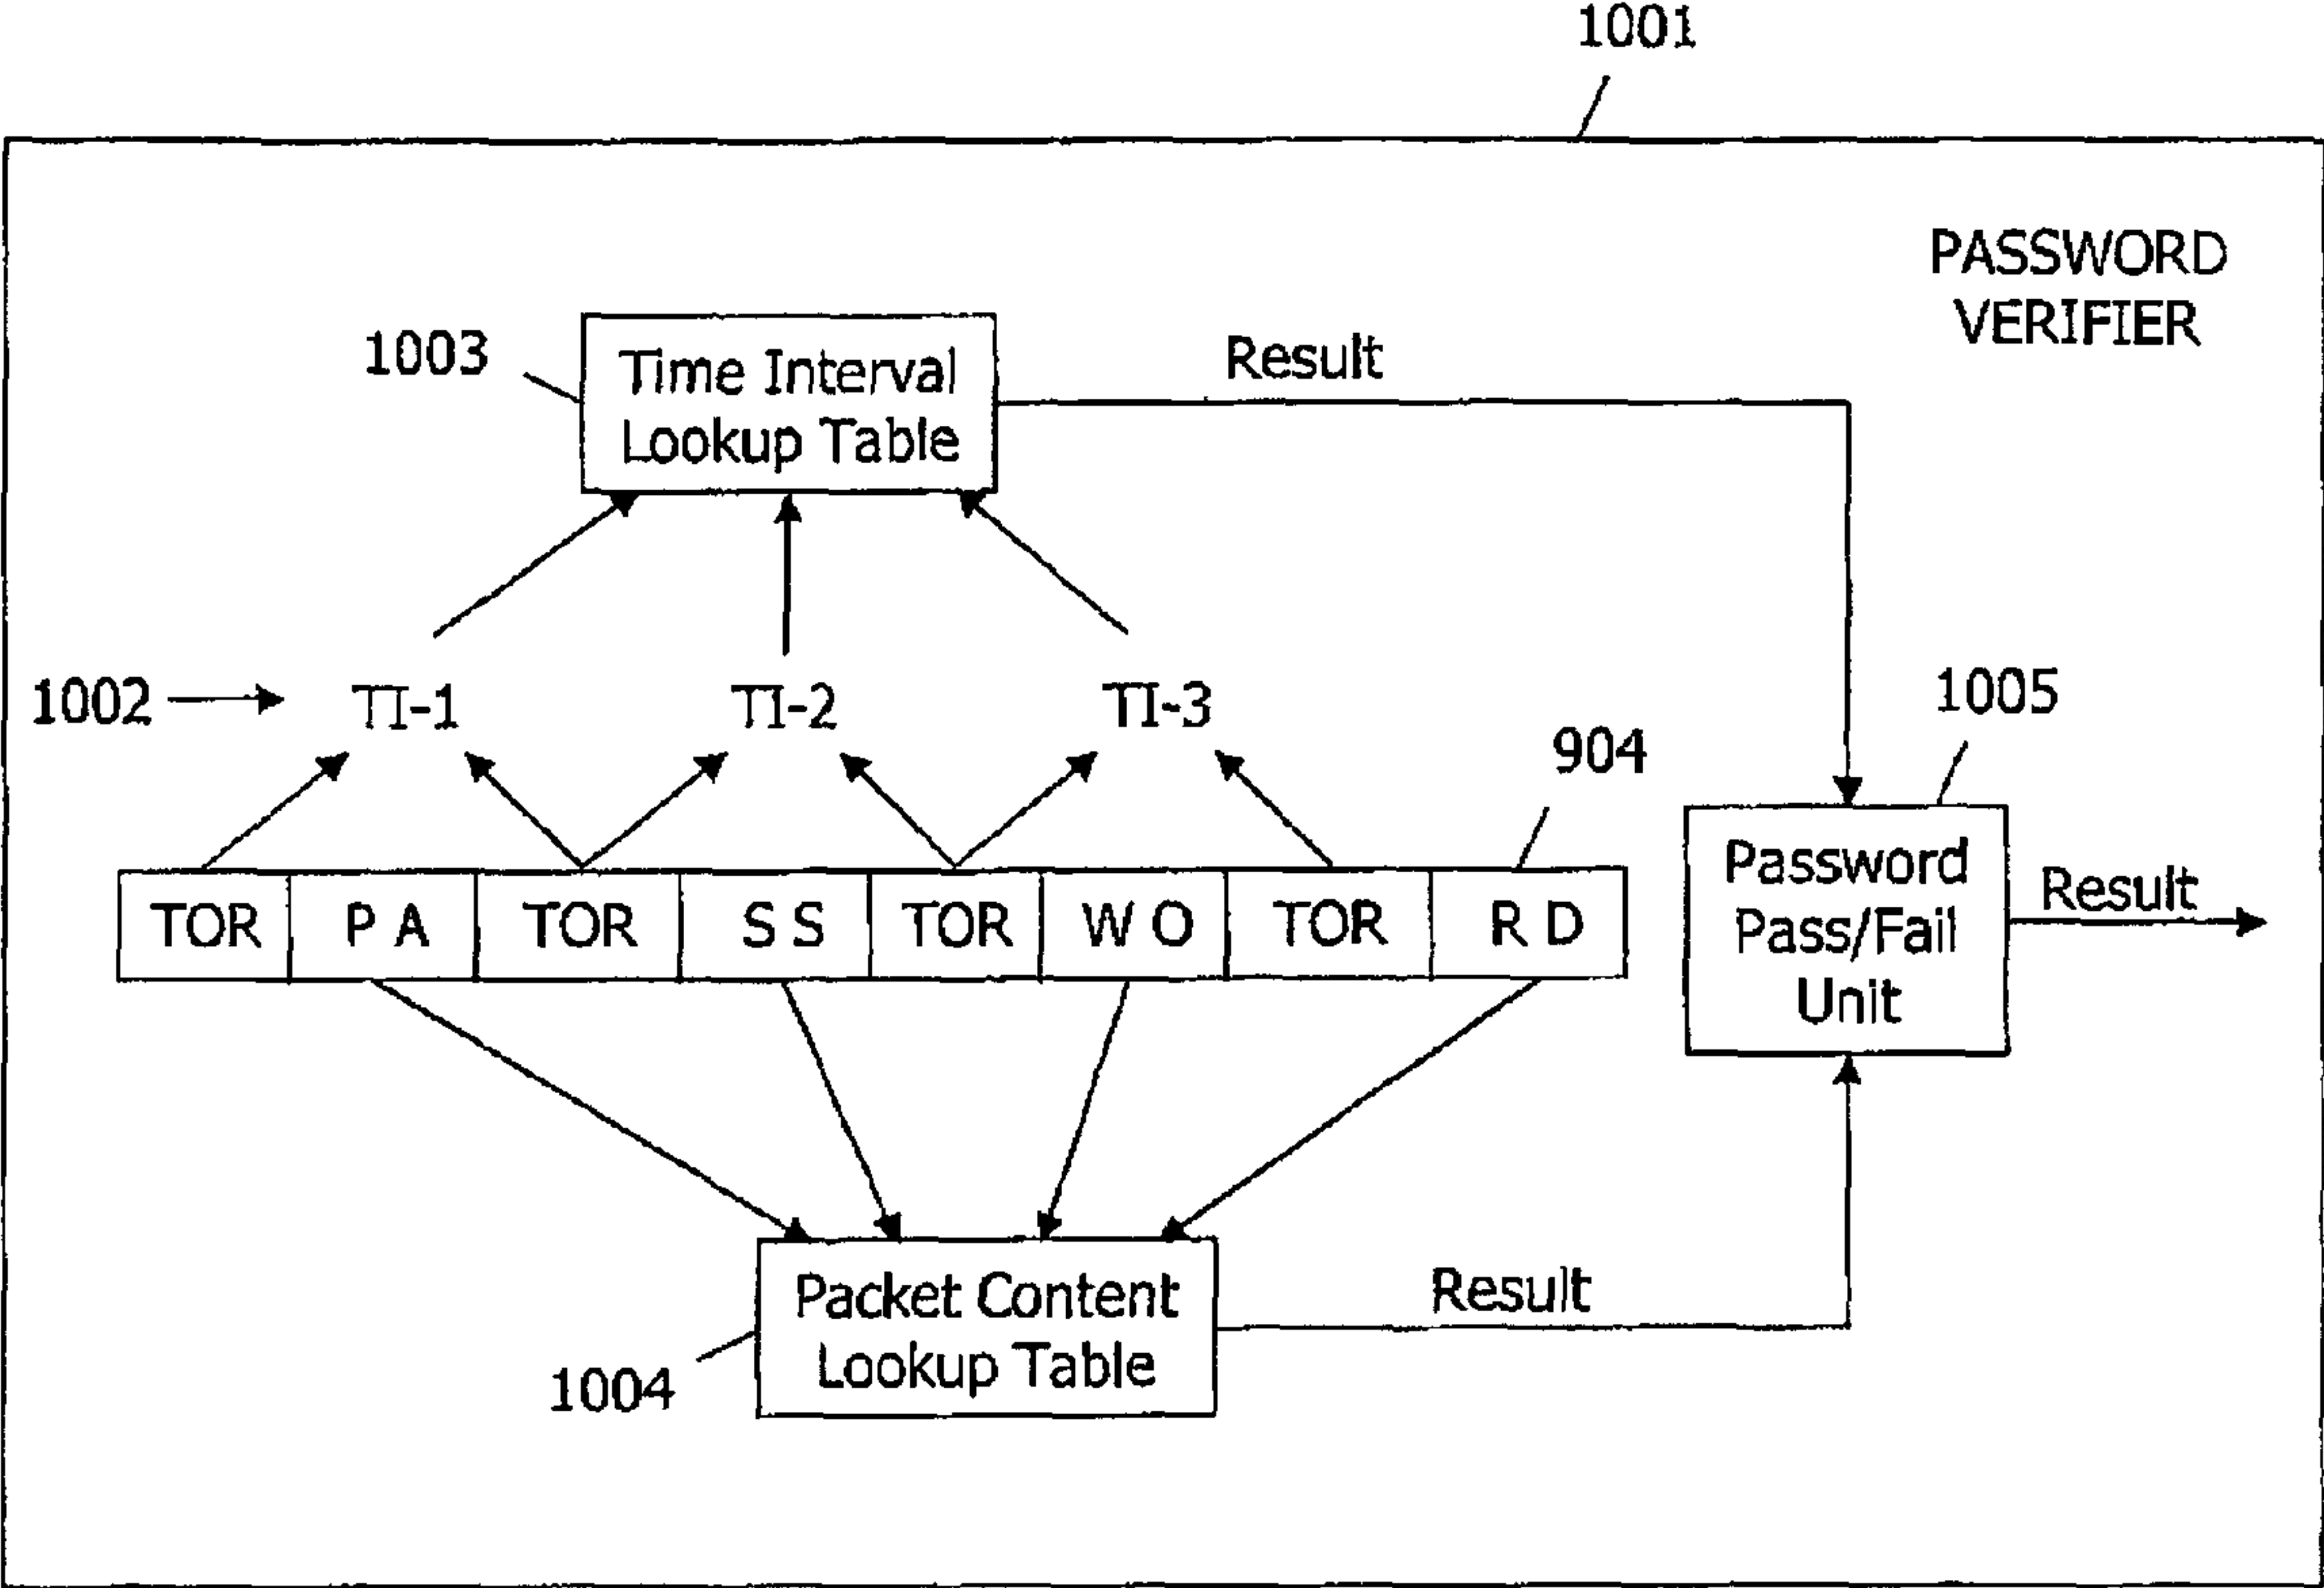 1001
PASSWORD
VERIFIER
1003
Time Interval
Lookup Table
Result
1002
TI-1
TI-2
TI-3
1005
904
TOR P A TOR S S TOR W O TOR R D
Password
Pass/Fail
Unit
Result
Packet Content
Lookup Table
Result
1004